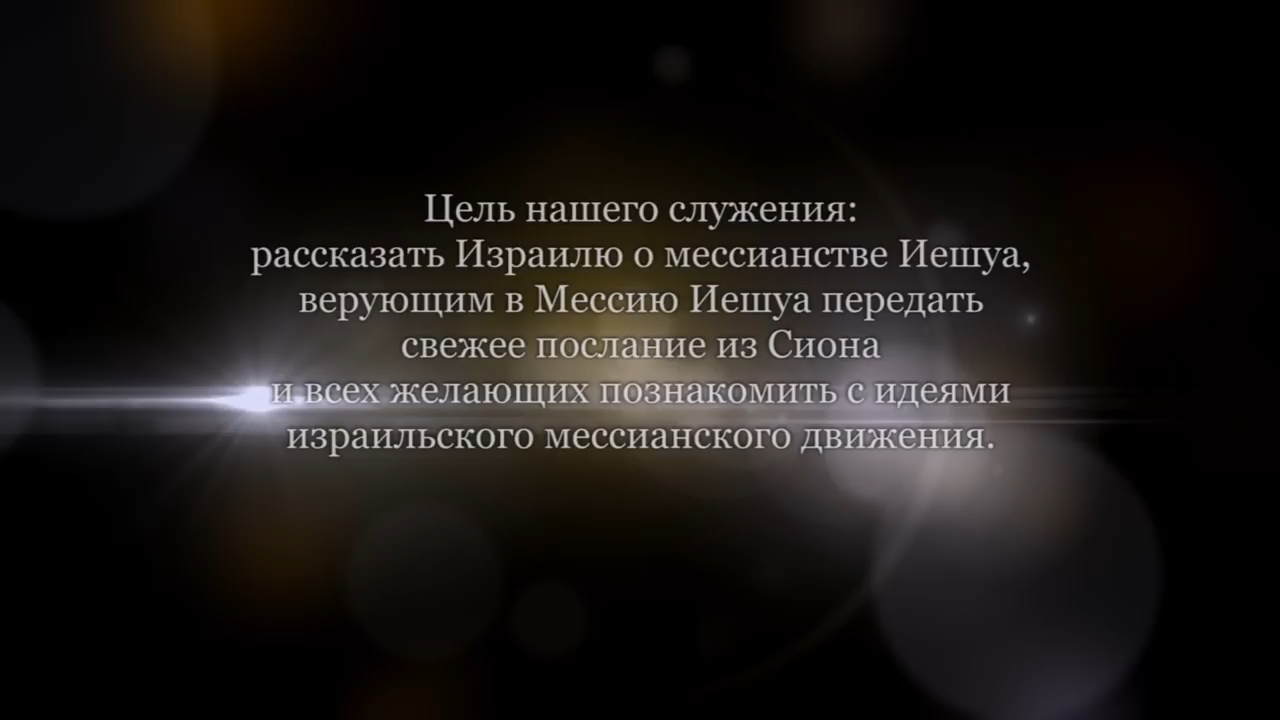 Цель нашего служения:
рассказать Израилю о мессианстве Иешуа,
верующим в Мессию Иешуа передать
свежее послание из Сиона
и всех желающих познакомить с идеями
израильского мессианского движения.